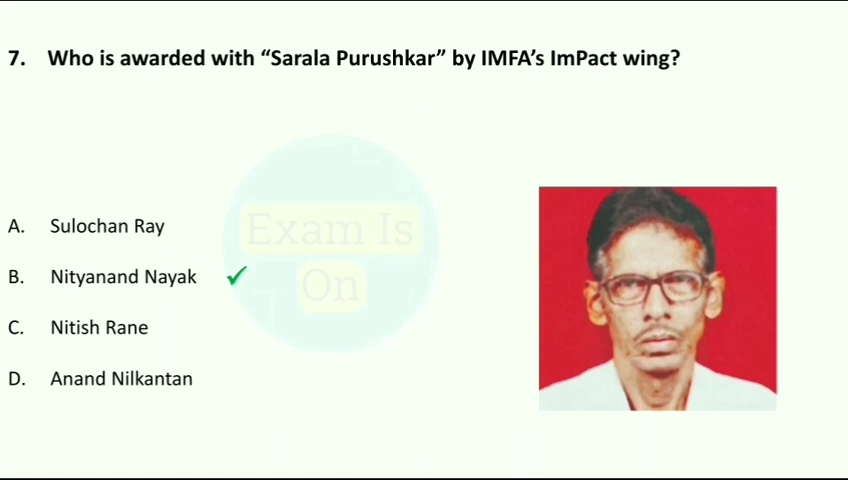 7. Who is awarded with “Sarala Purushkar” by IMFA’s ImPact wing?
A. Sulochan Ray
B. Nityanand Nayak
C. Nitish Rane
D. Anand Nilkantan
Exam Is
On